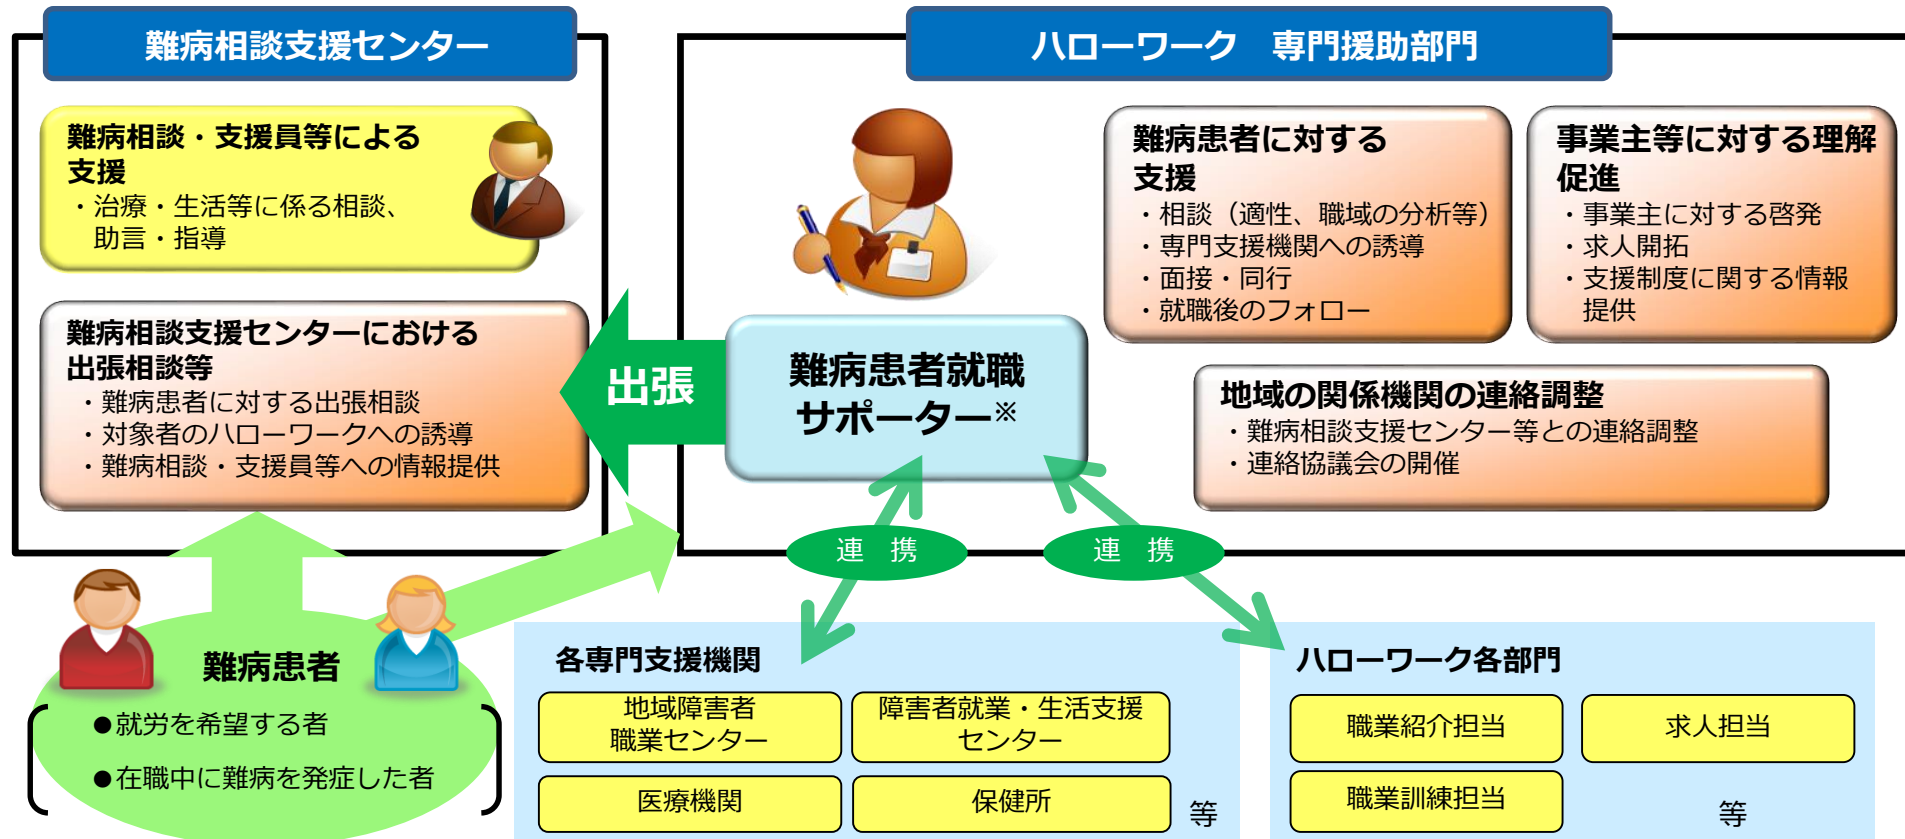 難病相談支援センター
難病相談・支援員等による
支援
・治療・生活等に係る相談、
助言・指導
難病相談支援センターにおける
出張相談等
・難病患者に対する出張相談
・対象者のハローワークへの誘導
・難病相談・支援員等への情報提供
出張
ハローワーク　専門援助部門
難病患者就職
サポーター※
難病患者に対する
支援
・相談（適性、職域の分析等）
・専門支援機関への誘導
・面接・同行
・就職後のフォロー
事業主等に対する理解
促進
・事業主に対する啓発
・求人開拓
・支援制度に関する情報
提供
地域の関係機関の連絡調整
・難病相談支援センター等との連絡調整
・連絡協議会の開催
連　携
連　携
難病患者
●就労を希望する者
●在職中に難病を発症した者
各専門支援機関
地域障害者
職業センター
障害者就業・生活支援
センター
医療機関
保健所
等
ハローワーク各部門
職業紹介担当
求人担当
職業訓練担当
等